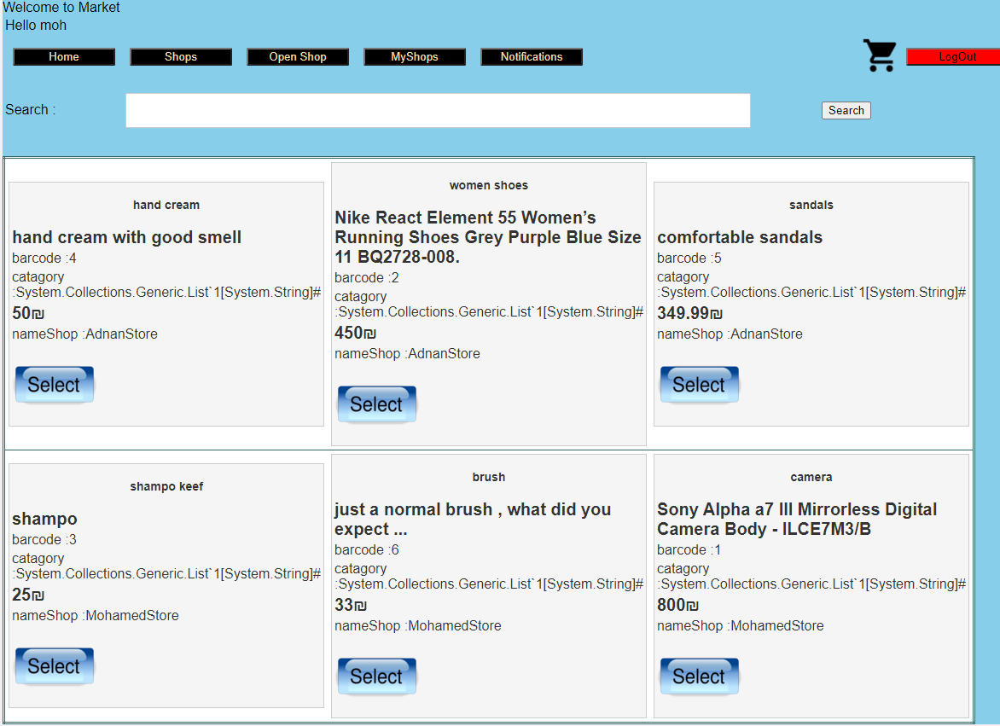 Welcome to Market
Hello moh
Home Shops Open Shop MyShops Notifications LogOut
Search : Search
hand cream
hand cream with good smell
barcode :4
catagory
:System.Collections.Generic.List`1[System.String]#
50₪
nameShop :AdnanStore
Select
women shoes
Nike React Element 55 Women’s
Running Shoes Grey Purple Blue Size
11 BQ2728-008.
barcode :2
catagory
:System.Collections.Generic.List`1[System.String]#
450₪
nameShop :AdnanStore
Select
sandals
comfortable sandals
barcode :5
catagory
:System.Collections.Generic.List`1[System.String]#
349.99₪
nameShop :AdnanStore
Select
shampo keef
shampo
barcode :3
catagory
:System.Collections.Generic.List`1[System.String]#
25₪
nameShop :MohamedStore
Select
brush
just a normal brush , what did you
expect ...
barcode :6
catagory
:System.Collections.Generic.List`1[System.String]#
33₪
nameShop :MohamedStore
Select
camera
Sony Alpha a7 III Mirrorless Digital
Camera Body - ILCE7M3/B
barcode :1
catagory
:System.Collections.Generic.List`1[System.String]#
800₪
nameShop :MohamedStore
Select